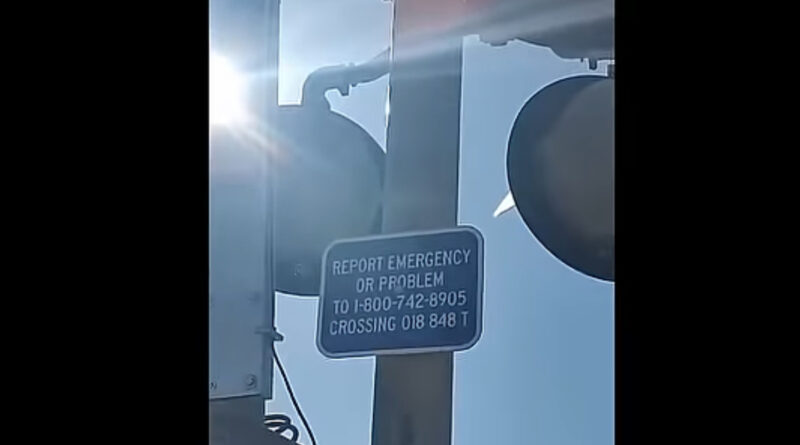 REPORT EMERGENCY
OR PROBLEM
TO 1-800-742-8905
CROSSING 018 848 T